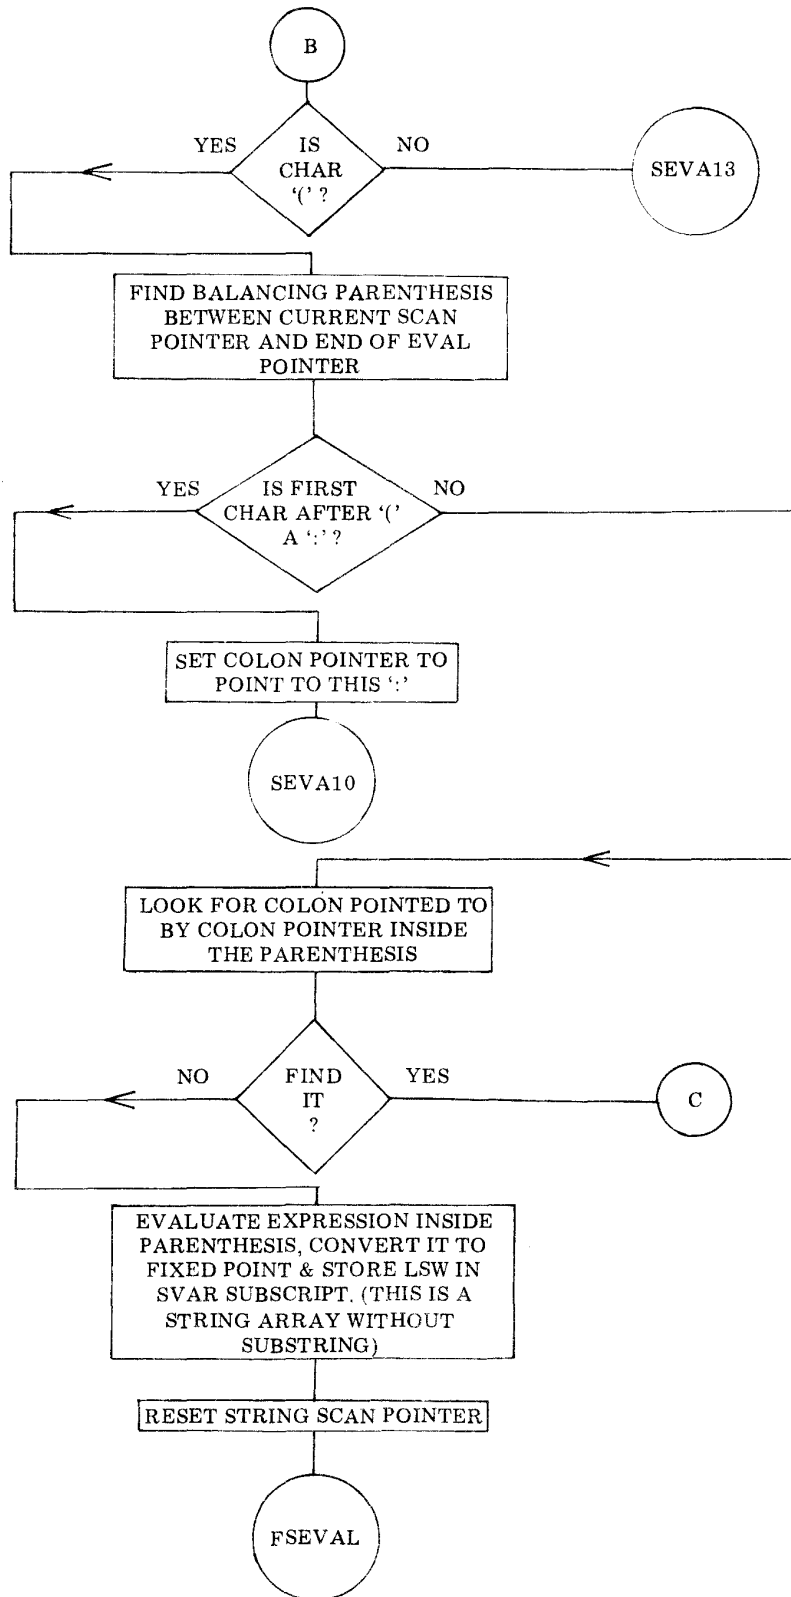 B
YES
IS
CHAR
‘(’ ?
NO
SEVA13
FIND BALANCING PARENTHESIS
BETWEEN CURRENT SCAN
POINTER AND END OF EVAL
POINTER
YES
IS FIRST
CHAR AFTER ‘(’
A ‘:’ ?
NO
SET COLON POINTER TO
POINT TO THIS ‘:’
SEVA10
LOOK FOR COLON POINTED TO
BY COLON POINTER INSIDE
THE PARENTHESIS
NO
FIND
IT
?
YES
C
EVALUATE EXPRESSION INSIDE
PARENTHESIS, CONVERT IT TO
FIXED POINT & STORE LSW IN
SVAR SUBSCRIPT. (THIS IS A
STRING ARRAY WITHOUT
SUBSTRING)
RESET STRING SCAN POINTER
FSEVAL